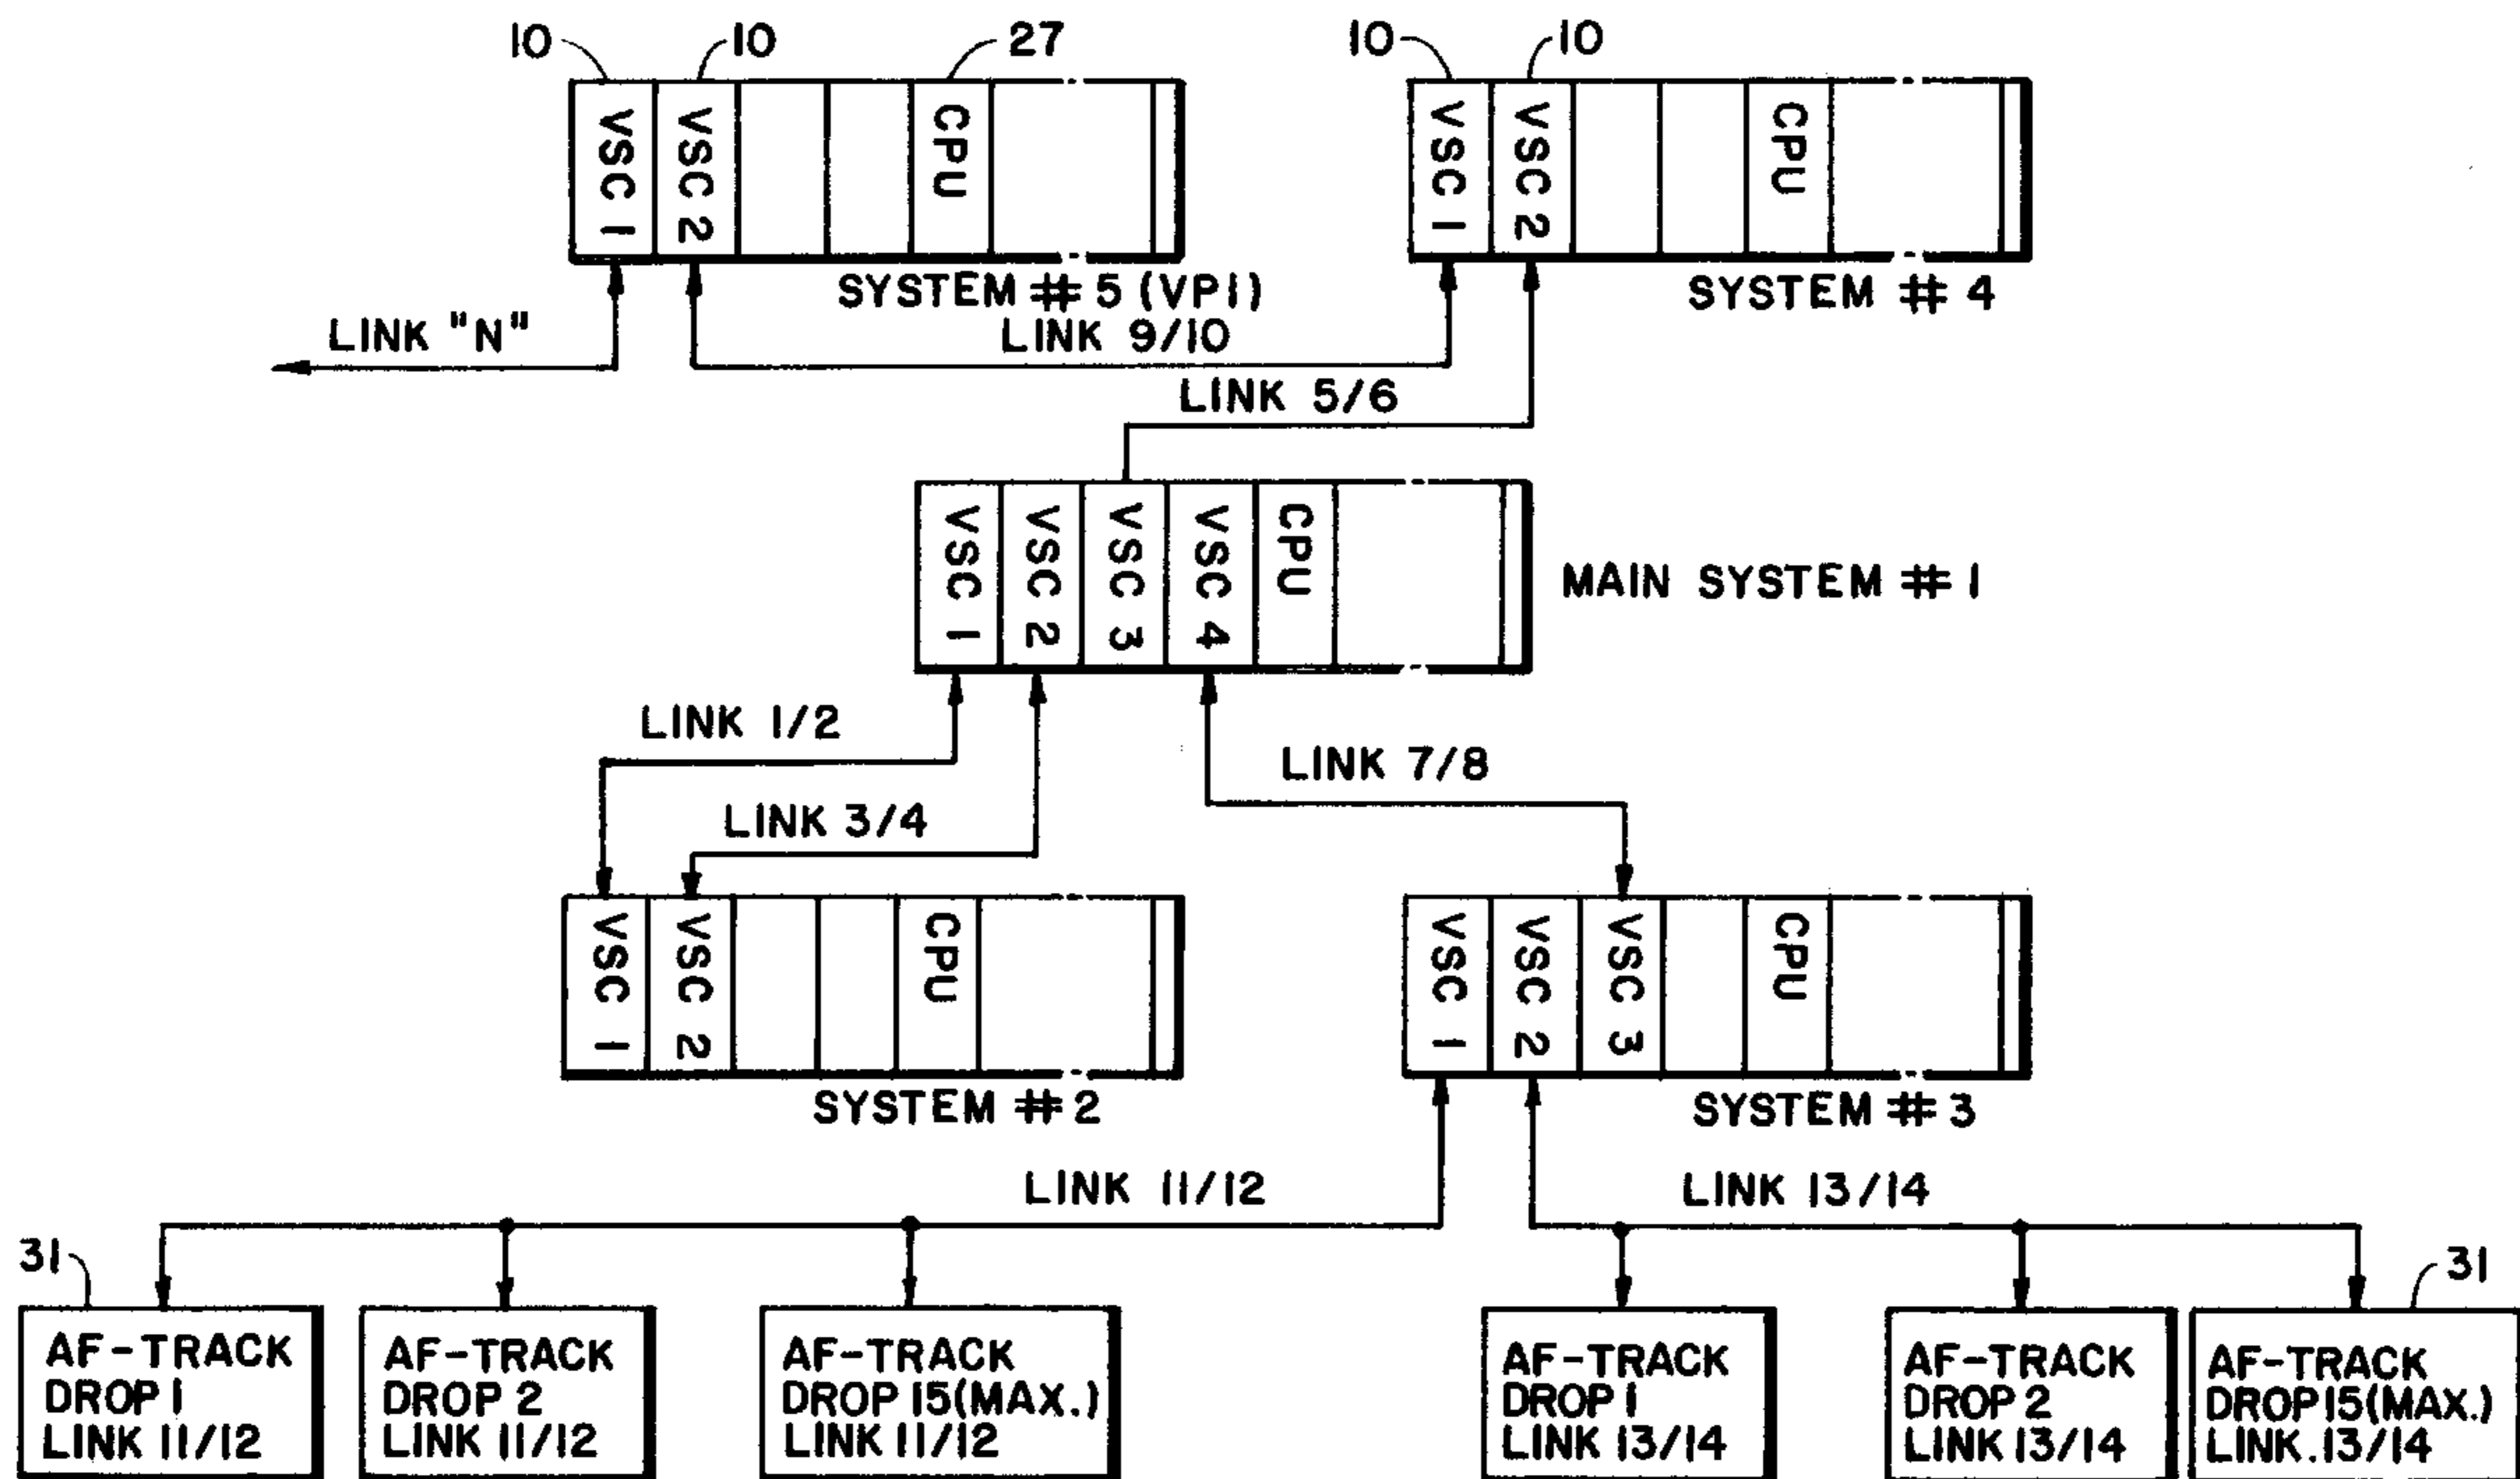 10
10
27
10
10
VSC 1
VSC 2
CPU
VSC 1
VSC 2
CPU
SYSTEM # 5 (VPI)
SYSTEM # 4
LINK "N"
LINK 9/10
LINK 5/6
VSC 1
VSC 2
VSC 3
VSC 4
CPU
MAIN SYSTEM # 1
LINK 1/2
LINK 7/8
LINK 3/4
VSC 1
VSC 2
CPU
VSC 1
VSC 2
VSC 3
CPU
SYSTEM # 2
SYSTEM # 3
LINK 11/12
LINK 13/14
31
31
AF-TRACK
DROP 1
LINK 11/12
AF-TRACK
DROP 2
LINK 11/12
AF-TRACK
DROP 15(MAX.)
LINK 11/12
AF-TRACK
DROP 1
LINK 13/14
AF-TRACK
DROP 2
LINK 13/14
AF-TRACK
DROP 15(MAX.)
LINK.13/14